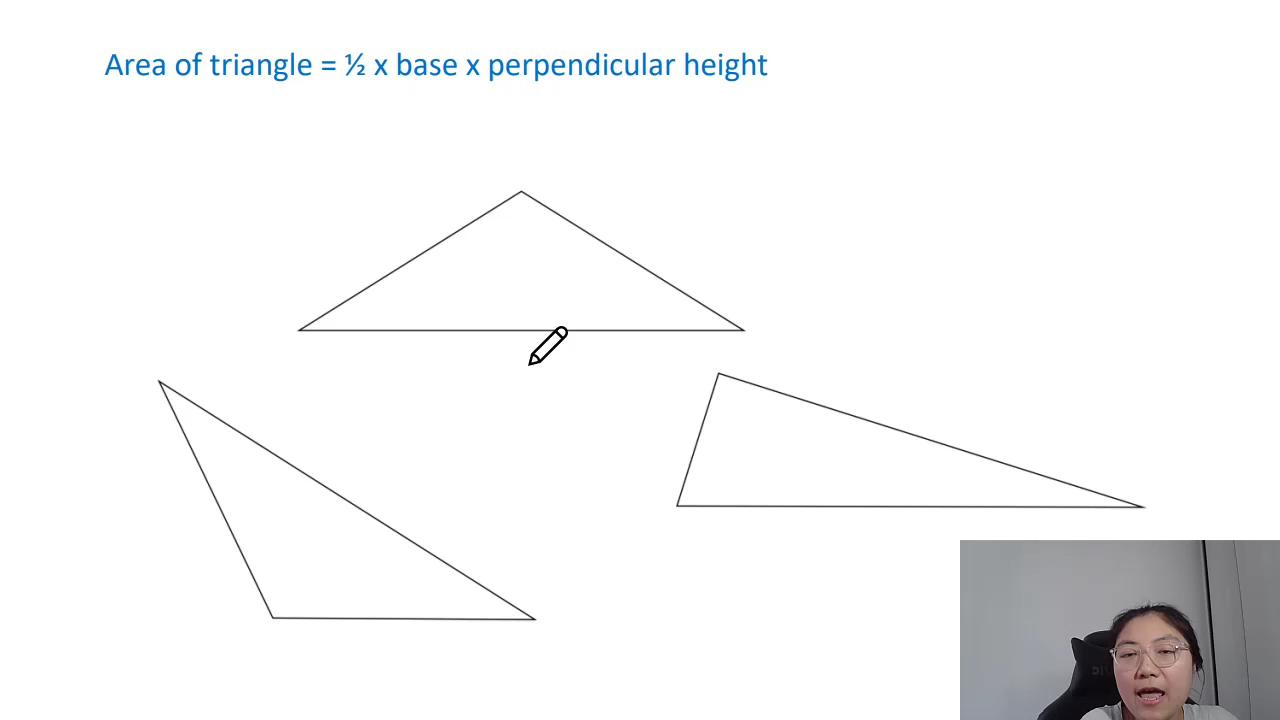 Area of triangle = ½ x base x perpendicular height